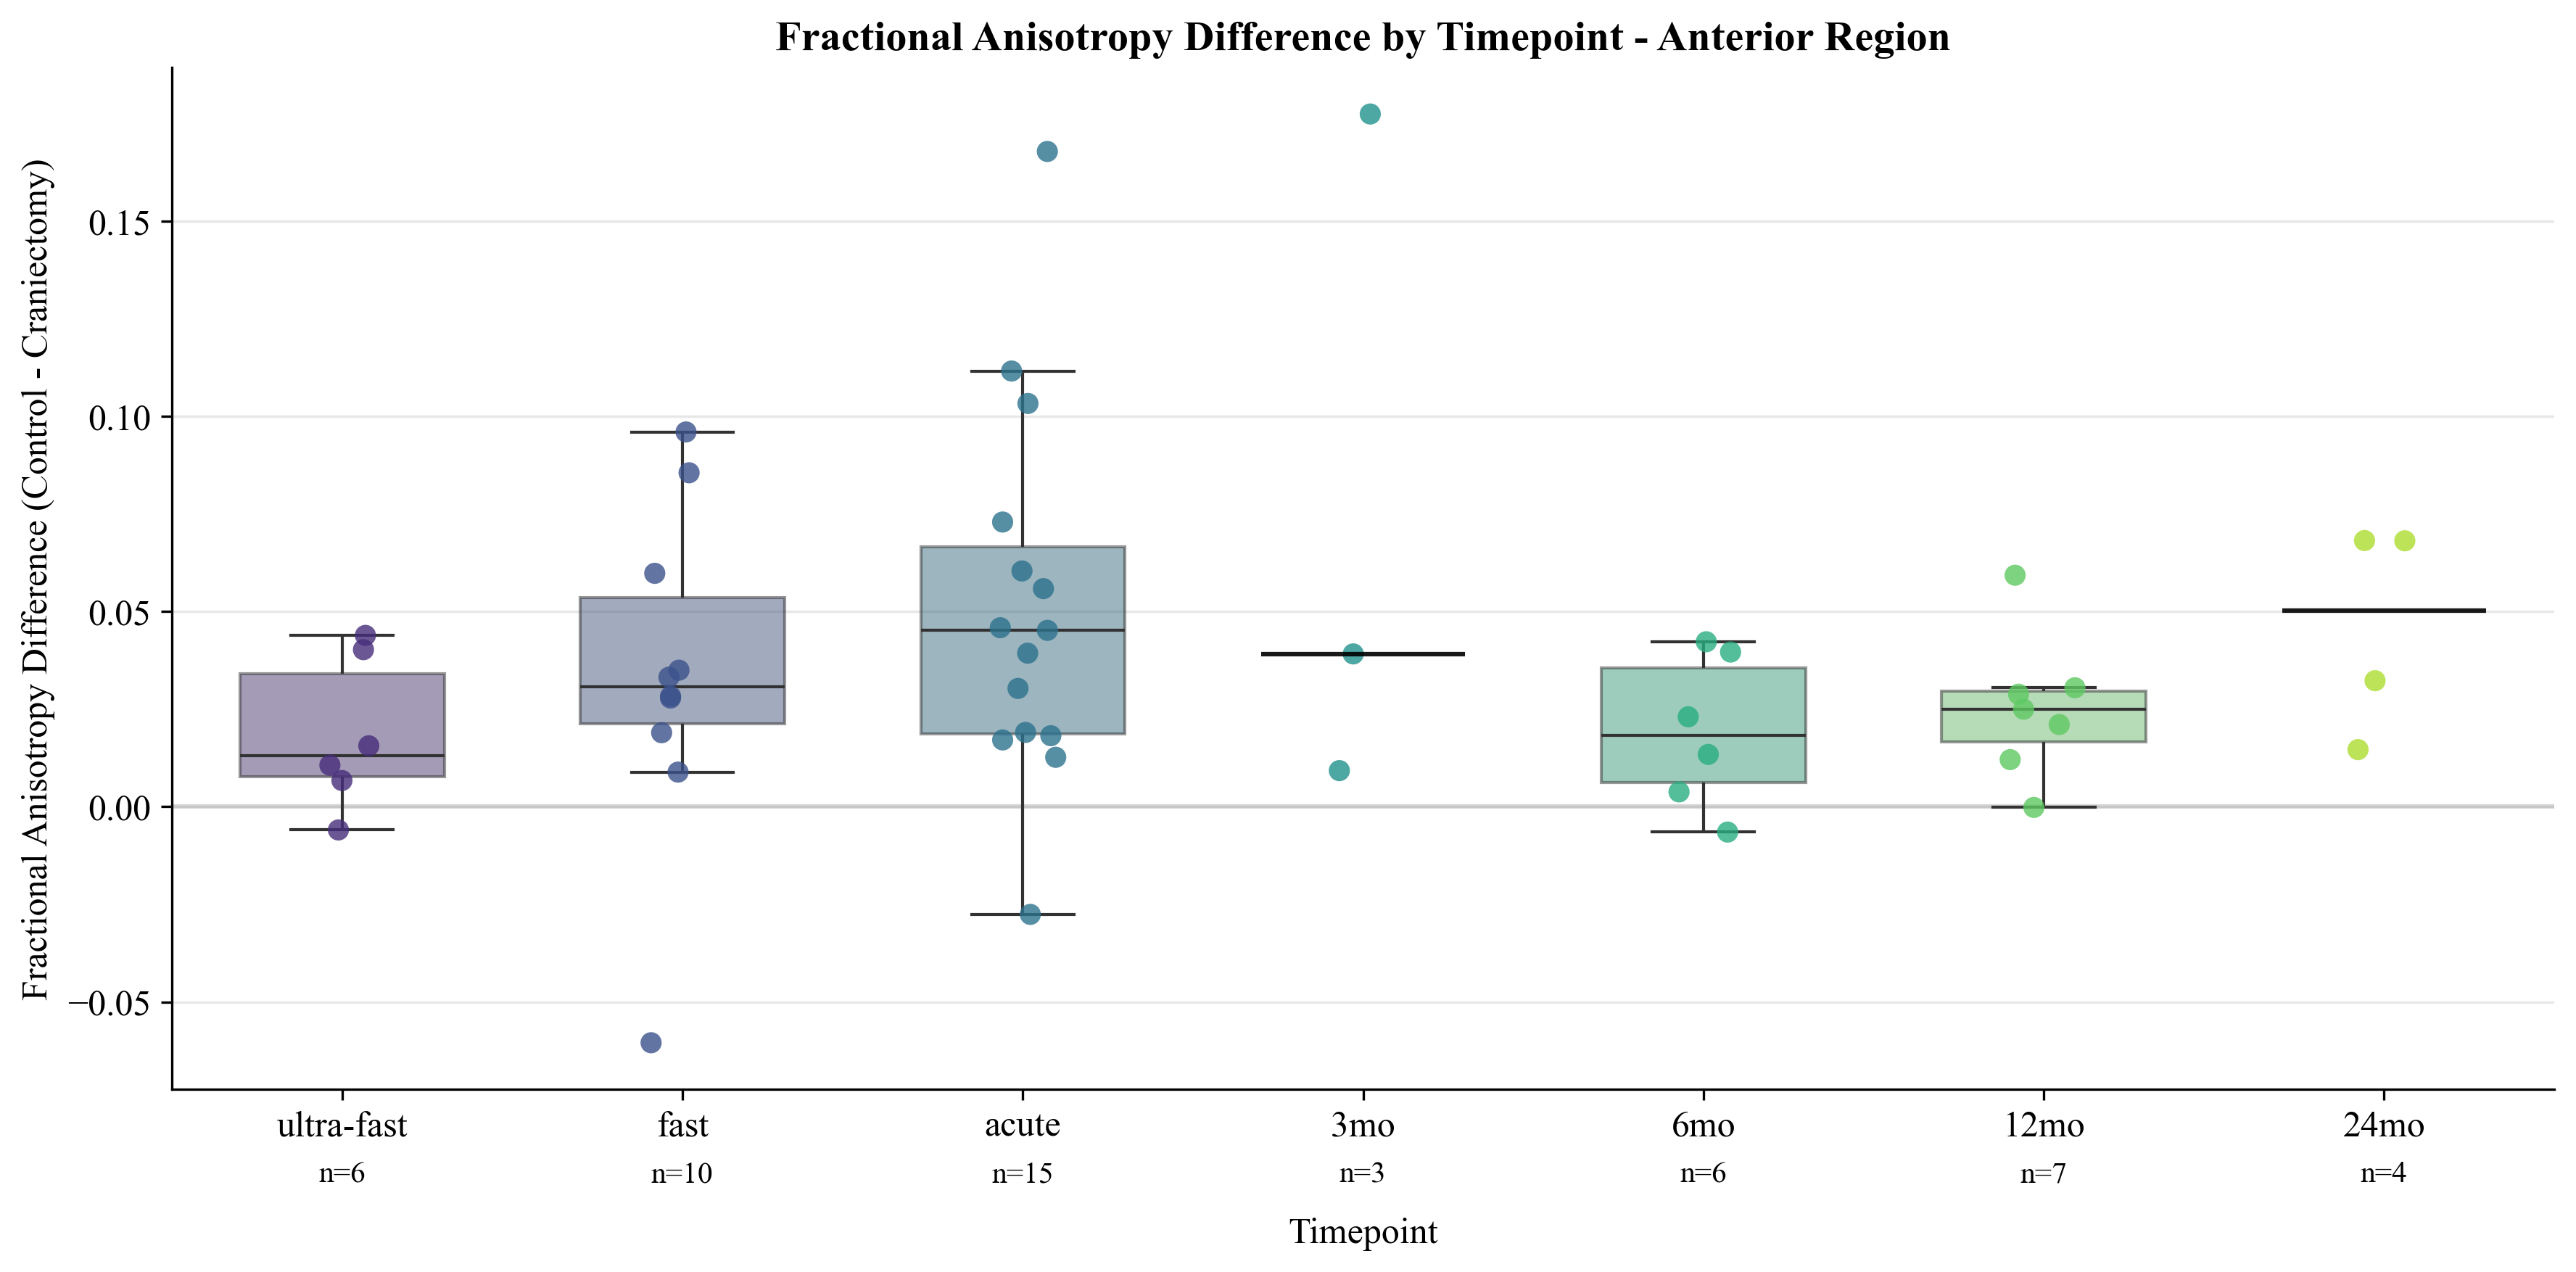 Fractional Anisotropy Difference by Timepoint - Anterior Region
Fractional Anisotropy Difference (Control - Craniectomy)
0.15
0.10
0.05
0.00
−0.05
ultra-fast fast acute 3mo 6mo 12mo 24mo
n=6 n=10 n=15 n=3 n=6 n=7 n=4
Timepoint